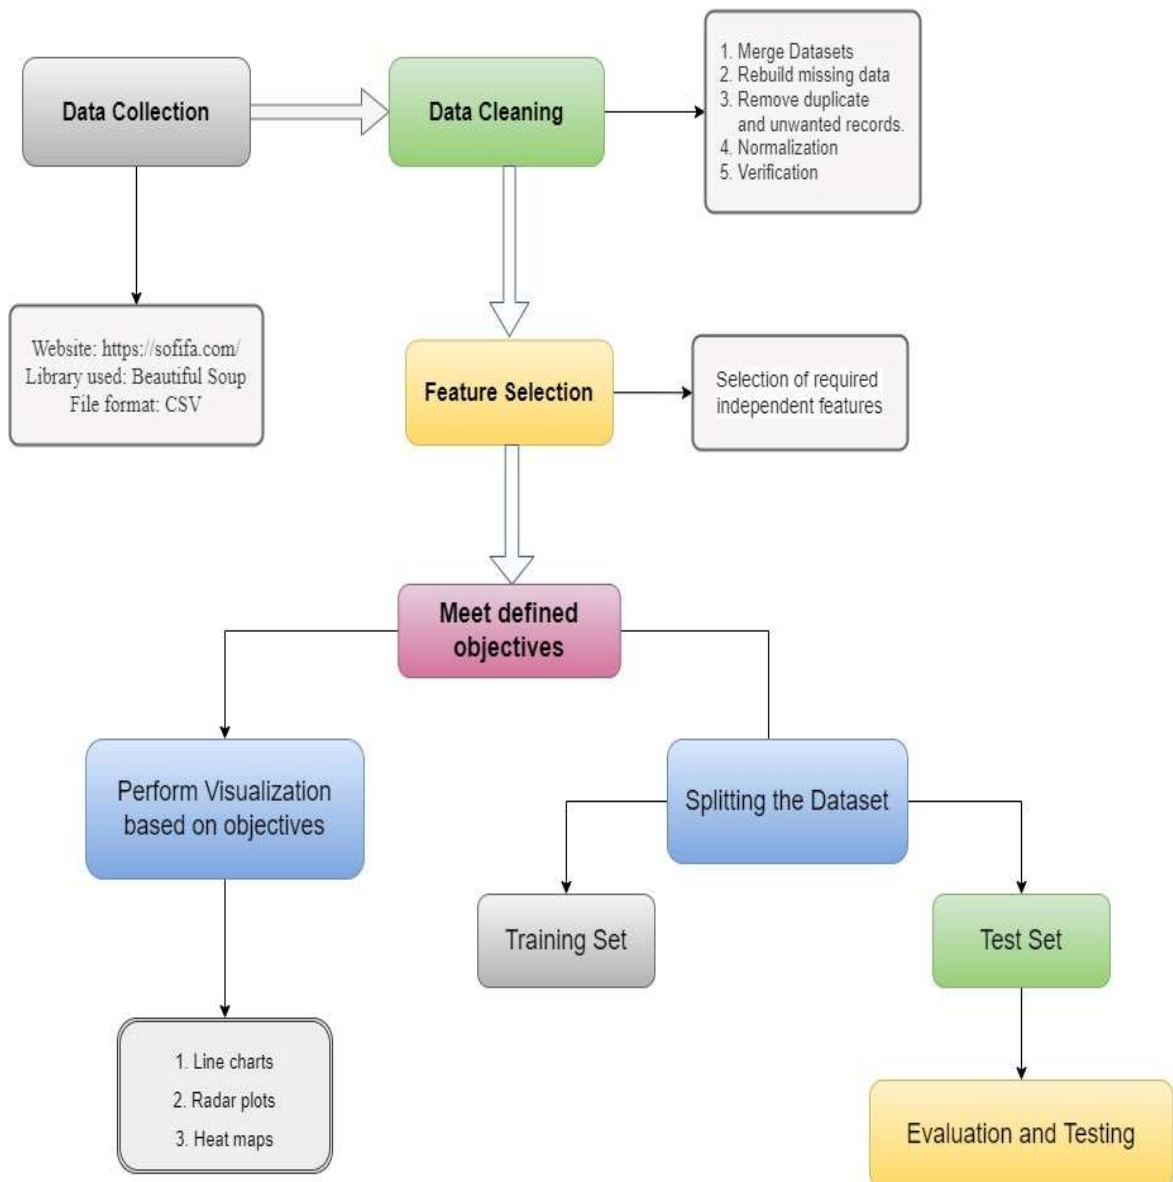 Data Collection
Data Cleaning
1. Merge Datasets
2. Rebuild missing data
3. Remove duplicate
and unwanted records.
4. Normalization
5. Verification
Website: https://sofifa.com/
Library used: Beautiful Soup
File format: CSV
Feature Selection
Selection of required
independent features
Meet defined
objectives
Perform Visualization
based on objectives
Splitting the Dataset
Training Set
Test Set
1. Line charts
2. Radar plots
3. Heat maps
Evaluation and Testing